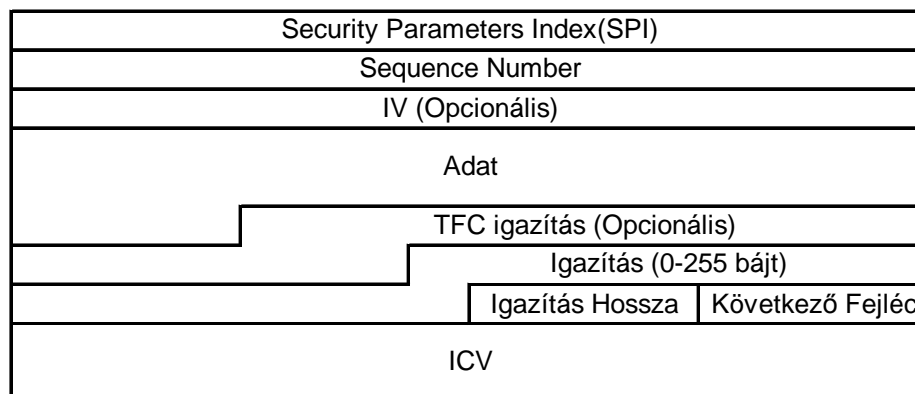 Security Parameters Index(SPI)
Sequence Number
IV (Opcionális)
Adat
TFC igazítás (Opcionális)
Igazítás (0-255 bájt)
Igazítás Hossza Következő Fejléc
ICV